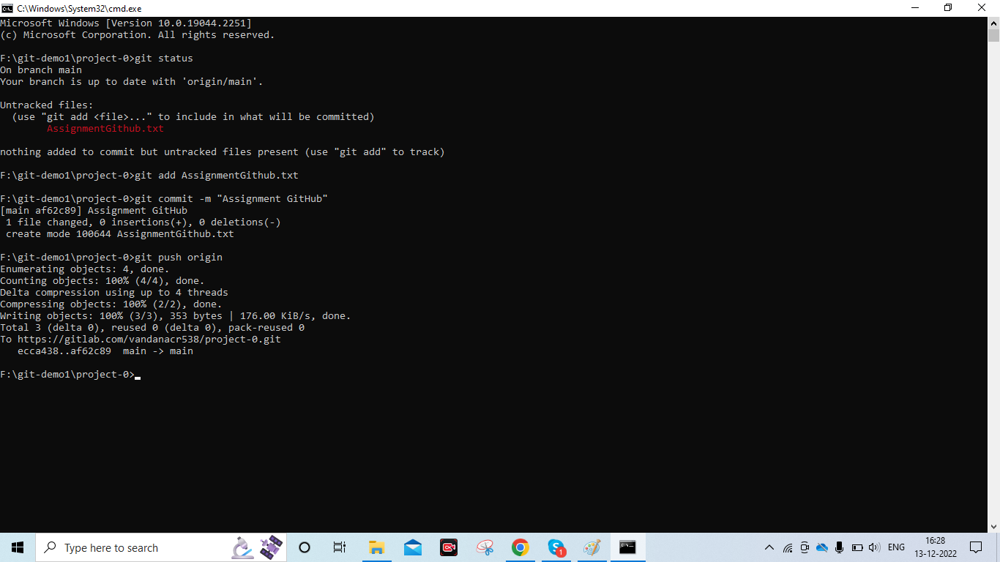 C:\Windows\System32\cmd.exe
Microsoft Windows [Version 10.0.19044.2251]
(c) Microsoft Corporation. All rights reserved.
F:\git-demo1\project-0>git status
On branch main
Your branch is up to date with 'origin/main'.
Untracked files:
  (use "git add <file>..." to include in what will be committed)
        AssignmentGithub.txt
nothing added to commit but untracked files present (use "git add" to track)
F:\git-demo1\project-0>git add AssignmentGithub.txt
F:\git-demo1\project-0>git commit -m "Assignment GitHub"
[main af62c89] Assignment GitHub
 1 file changed, 0 insertions(+), 0 deletions(-)
 create mode 100644 AssignmentGithub.txt
F:\git-demo1\project-0>git push origin
Enumerating objects: 4, done.
Counting objects: 100% (4/4), done.
Delta compression using up to 4 threads
Compressing objects: 100% (2/2), done.
Writing objects: 100% (3/3), 353 bytes | 176.00 KiB/s, done.
Total 3 (delta 0), reused 0 (delta 0), pack-reused 0
To https://gitlab.com/vandanacr538/project-0.git
   ecca438..af62c89  main -> main
F:\git-demo1\project-0>
Type here to search
S
1
ENG
16:28
13-12-2022